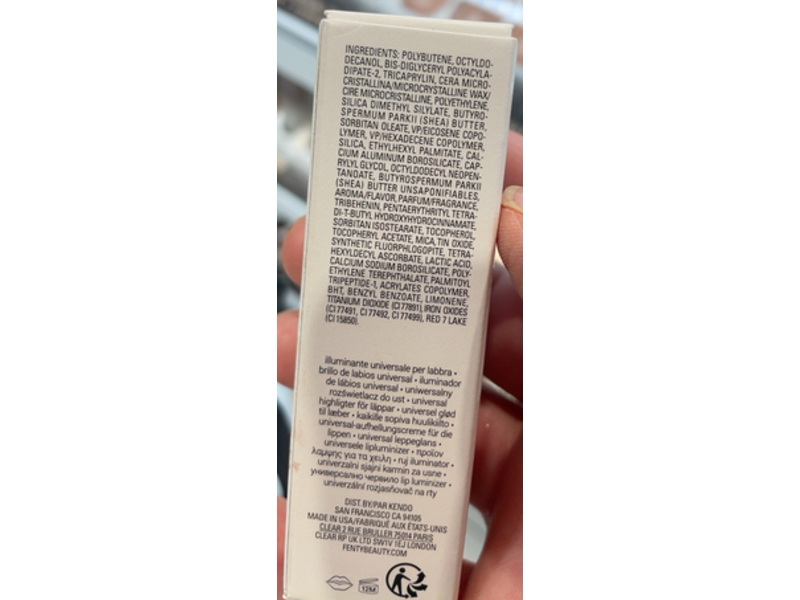 INGREDIENTS: POLYBUTENE, OCTYLDO-
DECANOL, BIS-DIGLYCERYL POLYACYLA-
DIPATE-2, TRICAPRYLIN, CERA MICRO-
CRISTALLINA/MICROCRYSTALLINE WAX/
CIRE MICROCRISTALLINE, POLYETHYLENE,
SILICA DIMETHYL SILYLATE, BUTYRO-
SPERMUM PARKII (SHEA) BUTTER,
SORBITAN OLEATE, VP/EICOSENE COPO-
LYMER, VP/HEXADECENE COPOLYMER,
SILICA, ETHYLHEXYL PALMITATE, CAL-
CIUM ALUMINUM BOROSILICATE, CAP-
RYLYL GLYCOL, OCTYLDODECYL NEOPEN-
TANOATE, BUTYROSPERMUM PARKII
(SHEA) BUTTER UNSAPONIFIABLES,
AROMA/FLAVOR, PARFUM/FRAGRANCE,
TRIBEHENIN, PENTAERYTHRITYL TETRA-
DI-T-BUTYL HYDROXYHYDROCINNAMATE,
SORBITAN ISOSTEARATE, TOCOPHEROL,
TOCOPHERYL ACETATE, MICA, TIN OXIDE,
SYNTHETIC FLUORPHLOGOPITE, TETRA-
HEXYLDECYL ASCORBATE, LACTIC ACID,
CALCIUM SODIUM BOROSILICATE, POLY-
ETHYLENE TEREPHTHALATE, PALMITOYL
TRIPEPTIDE-1, ACRYLATES COPOLYMER,
BHT, BENZYL BENZOATE, LIMONENE,
TITANIUM DIOXIDE (CI 77891), IRON OXIDES
(CI 77491, CI 77492, CI 77499), RED 7 LAKE
(CI 15850).
illuminante universale per labbra •
brillo de labios universal • iluminador
de lábios universal • uniwersalny
rozświetlacz do ust • universal
highlighter för läppar • universel glød
til læber • kaikille sopiva huulikiilto •
universal-aufhellungscreme für die
lippen • universal leppeglans •
universele lipluminizer • προϊον
λαμψης για τα χειλη • ruj iluminator •
univerzalni sjajni karmin za usne •
универсално червило lip luminizer •
univerzální rozjasňovač na rty
DIST. BY/PAR KENDO
SAN FRANCISCO CA 94105
MADE IN USA/FABRIQUÉ AUX ÉTATS-UNIS
CLEAR 2 RUE BRULLER 75014 PARIS
CLEAR RP UK LTD SW1V 1EJ LONDON
FENTYBEAUTY.COM
12M